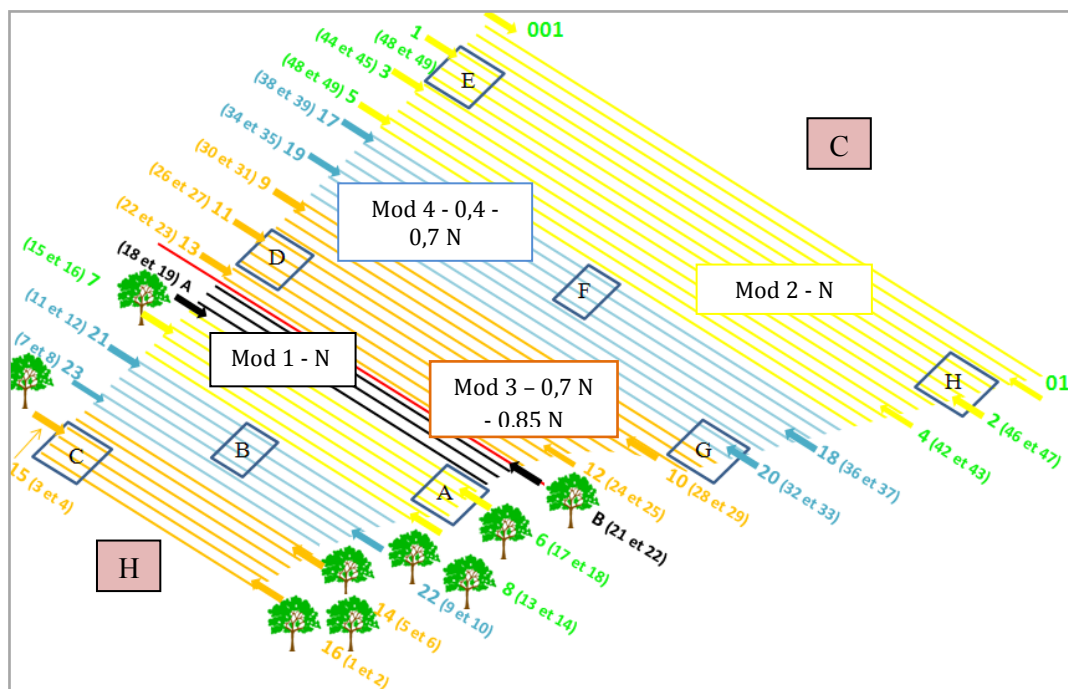 001
1
(48 et 49)
E
(44 et 45) 3
(48 et 49) 5
(38 et 39) 17
(34 et 35) 19
(30 et 31) 9
(26 et 27) 11
(22 et 23) 13
(18 et 19) A
(15 et 16) 7
(11 et 12) 21
(7 et 8) 23
15 (3 et 4)
C
Mod 4 - 0,4 -
0,7 N
D
F
Mod 2 - N
Mod 1 - N
Mod 3 – 0,7 N
- 0.85 N
H
01
2 (46 et 47)
4 (42 et 43)
18 (36 et 37)
20 (32 et 33)
G
10 (28 et 29)
12 (24 et 25)
B (21 et 22)
C
B
A
6 (17 et 18)
8 (13 et 14)
22 (9 et 10)
14 (5 et 6)
16 (1 et 2)
H